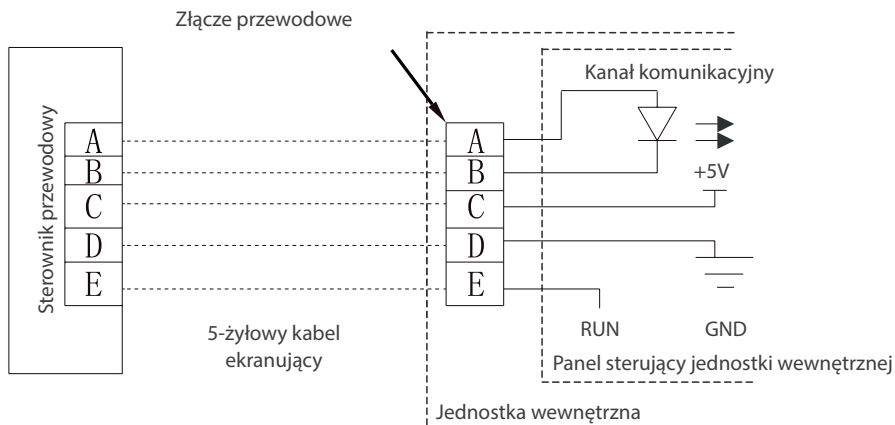 Złącze przewodowe
Kanał komunikacyjny
Sterownik przewodowy
A
B
C
D
E
A
B
C
D
E
+5V
RUN
GND
5-żyłowy kabel
ekranujący
Panel sterujący jednostki wewnętrznej
Jednostka wewnętrzna